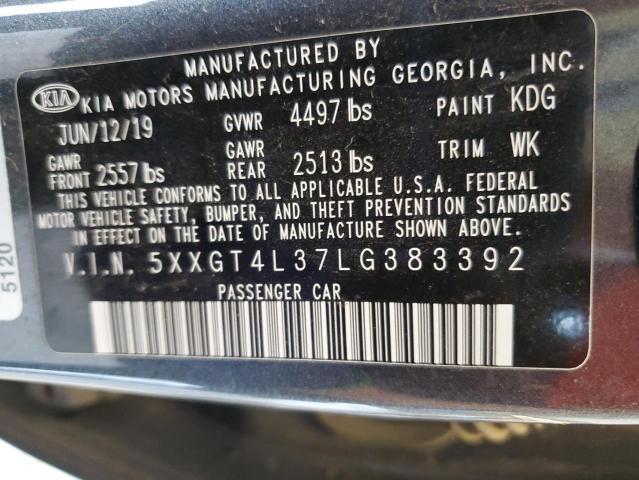 MANUFACTURED BY
KIA KIA MOTORS MANUFACTURING GEORGIA, INC.
JUN/12/19 GVWR 4497 lbs PAINT KDG
GAWR FRONT 2557 lbs GAWR REAR 2513 lbs TRIM WK
THIS VEHICLE CONFORMS TO ALL APPLICABLE U.S.A. FEDERAL
MOTOR VEHICLE SAFETY, BUMPER, AND THEFT PREVENTION STANDARDS
IN EFFECT ON THE DATE OF MANUFACTURE SHOWN ABOVE.
V.I.N. 5XXGT4L37LG383392
PASSENGER CAR
5120